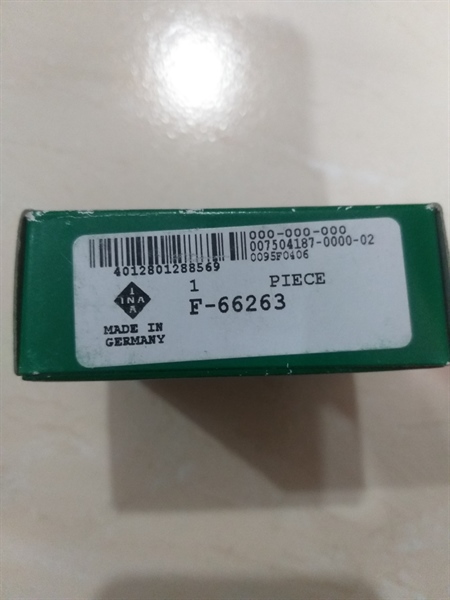 000-000-000
007504187-0000-02
0095F0406
4012801288569
1 PIECE
INA
F-66263
MADE IN
GERMANY